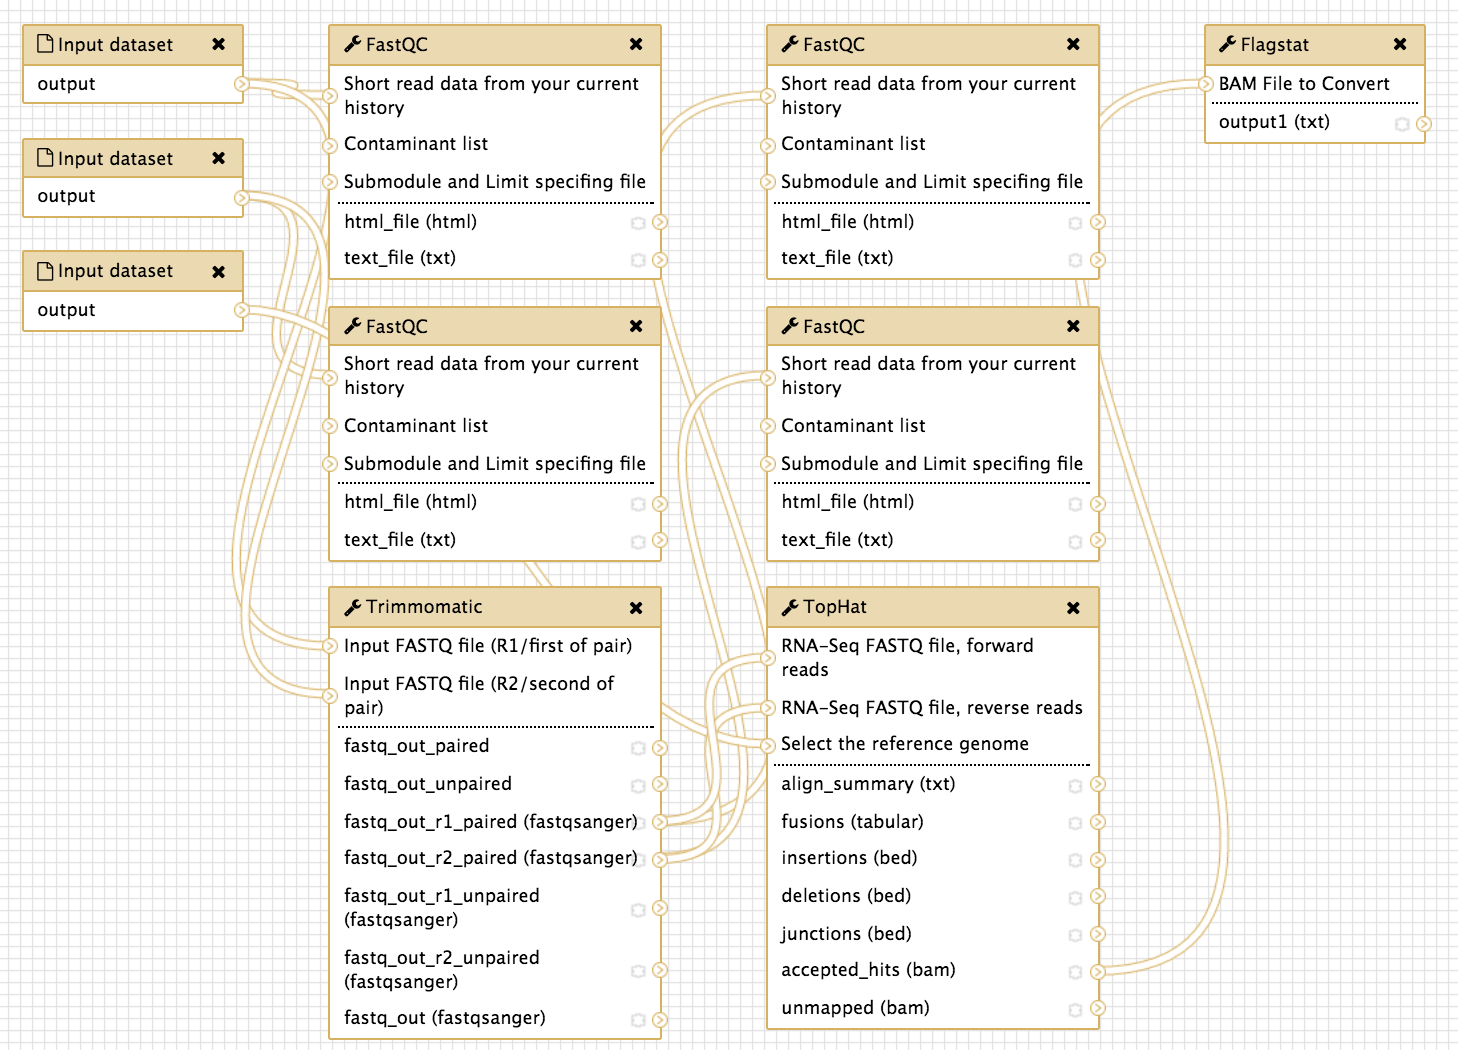 Input dataset
output
Input dataset
output
Input dataset
output
FastQC
Short read data from your current
history
Contaminant list
Submodule and Limit specifing file
html_file (html)
text_file (txt)
FastQC
Short read data from your current
history
Contaminant list
Submodule and Limit specifing file
html_file (html)
text_file (txt)
Trimmomatic
Input FASTQ file (R1/first of pair)
Input FASTQ file (R2/second of
pair)
fastq_out_paired
fastq_out_unpaired
fastq_out_r1_paired (fastqsanger)
fastq_out_r2_paired (fastqsanger)
fastq_out_r1_unpaired
(fastqsanger)
fastq_out_r2_unpaired
(fastqsanger)
fastq_out (fastqsanger)
FastQC
Short read data from your current
history
Contaminant list
Submodule and Limit specifing file
html_file (html)
text_file (txt)
FastQC
Short read data from your current
history
Contaminant list
Submodule and Limit specifing file
html_file (html)
text_file (txt)
TopHat
RNA-Seq FASTQ file, forward
reads
RNA-Seq FASTQ file, reverse reads
Select the reference genome
align_summary (txt)
fusions (tabular)
insertions (bed)
deletions (bed)
junctions (bed)
accepted_hits (bam)
unmapped (bam)
Flagstat
BAM File to Convert
output1 (txt)